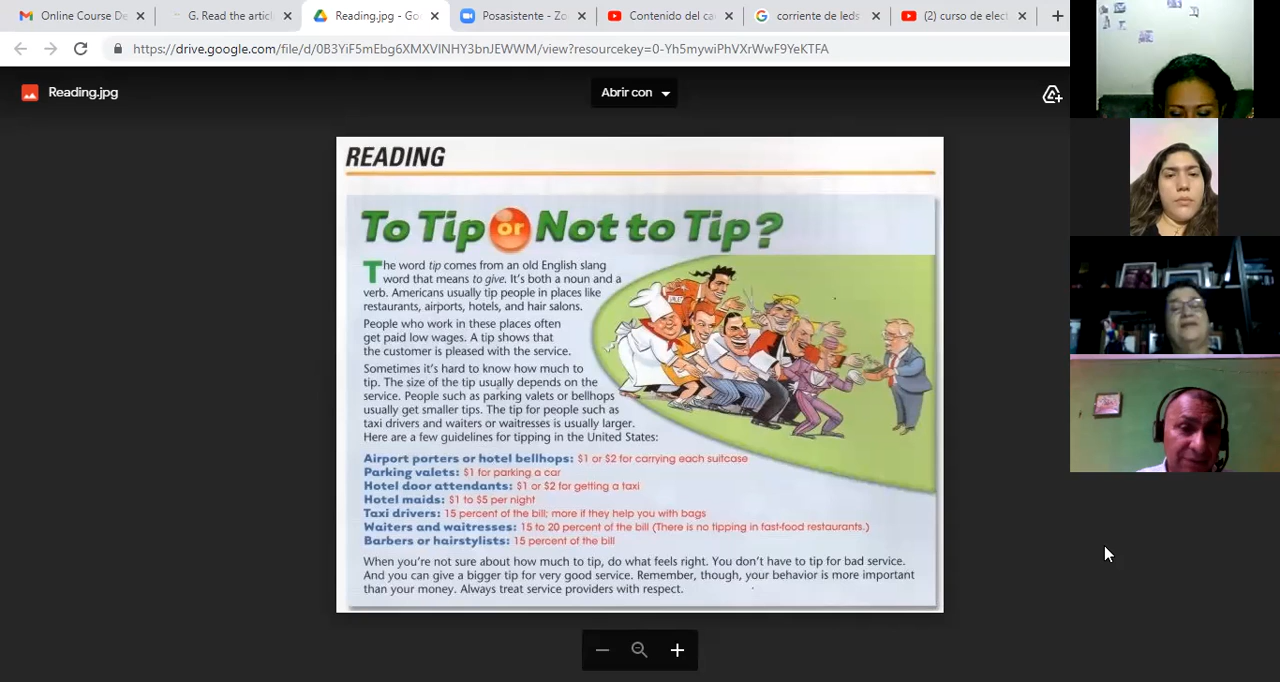 Online Course De
G. Read the articl
Reading.jpg - Go
Posasistente - Zo
Contenido del ca
corriente de leds
(2) curso de elect
https://drive.google.com/file/d/0B3YiF5mEbg6XMXVINHY3bnJEWWM/view?resourcekey=0-Yh5mywiPhVXrWwF9YeKTFA
Reading.jpg
Abrir con
READING
To Tip or Not to Tip?
The word tip comes from an old English slang
word that means to give. It's both a noun and a
verb. Americans usually tip people in places like
restaurants, airports, hotels, and hair salons.
People who work in these places often
get paid low wages. A tip shows that
the customer is pleased with the service.
Sometimes it's hard to know how much to
tip. The size of the tip usually depends on the
service. People such as parking valets or bellhops
usually get smaller tips. The tip for people such as
taxi drivers and waiters or waitresses is usually larger.
Here are a few guidelines for tipping in the United States:
Airport porters or hotel bellhops: $1 or $2 for carrying each suitcase
Parking valets: $1 for parking a car
Hotel door attendants: $1 or $2 for getting a taxi
Hotel maids: $1 to $5 per night
Taxi drivers: 15 percent of the bill; more if they help you with bags
Waiters and waitresses: 15 to 20 percent of the bill (There is no tipping in fast-food restaurants.)
Barbers or hairstylists: 15 percent of the bill
When you're not sure about how much to tip, do what feels right. You don't have to tip for bad service.
And you can give a bigger tip for very good service. Remember, though, your behavior is more important
than your money. Always treat service providers with respect.